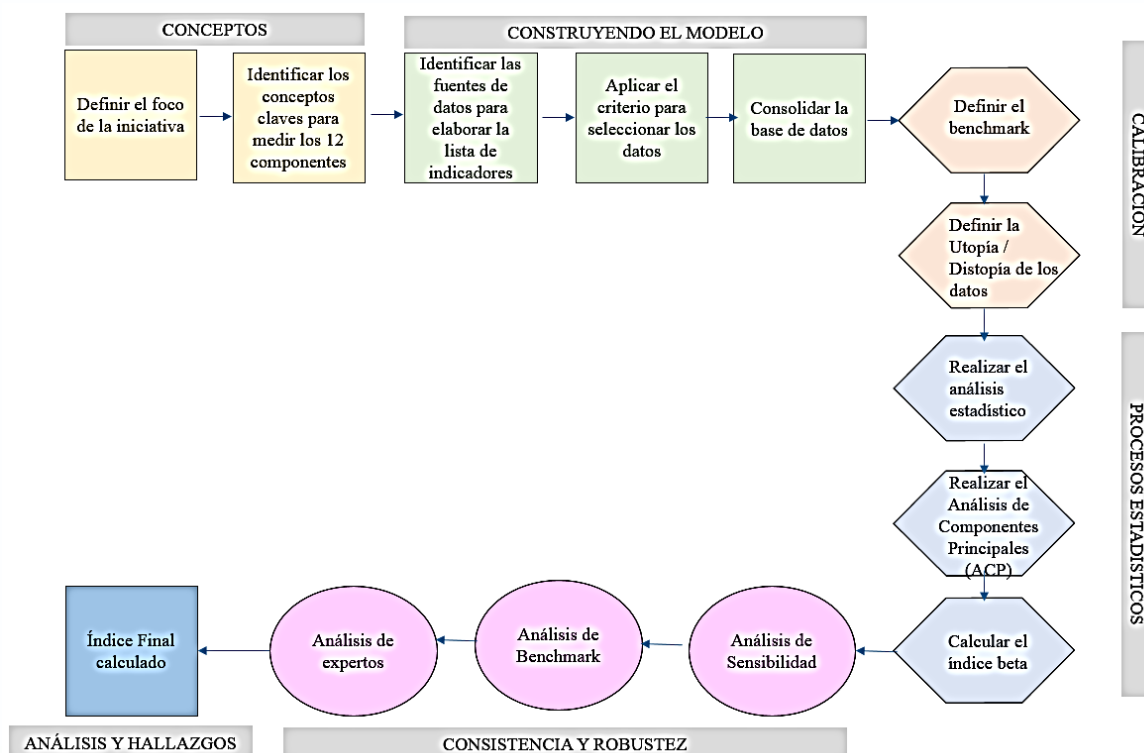 CONCEPTOS
CONSTRUYENDO EL MODELO
Definir el foco
de la iniciativa
Identificar los
conceptos
claves para
medir los 12
componentes
Identificar las
fuentes de
datos para
elaborar la
lista de
indicadores
Aplicar el
criterio para
seleccionar los
datos
Consolidar la
base de datos
Definir el
benchmark
CALIBRACION
Definir la
Utopía /
Distopía de los
datos
Realizar el
análisis
estadístico
PROCESOS ESTADISTICOS
Realizar el
Análisis de
Componentes
Principales
(ACP)
Calcular el
índice beta
Análisis de
Sensibilidad
Análisis de
Benchmark
Análisis de
expertos
Índice Final
calculado
ANÁLISIS Y HALLAZGOS
CONSISTENCIA Y ROBUSTEZ